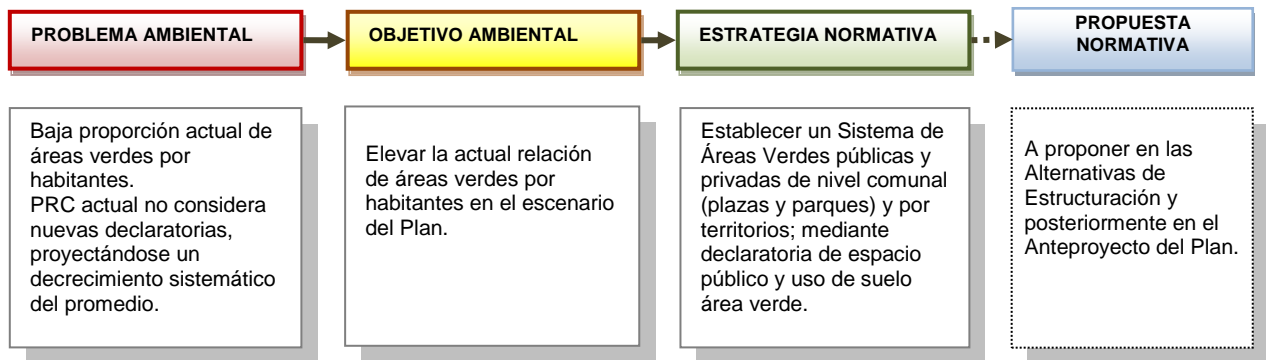 PROBLEMA AMBIENTAL
OBJETIVO AMBIENTAL
ESTRATEGIA NORMATIVA
PROPUESTA
NORMATIVA
Baja proporción actual de
áreas verdes por
habitantes.
PRC actual no considera
nuevas declaratorias,
proyectándose un
decrecimiento sistemático
del promedio.
Elevar la actual relación
de áreas verdes por
habitantes en el escenario
del Plan.
Establecer un Sistema de
Áreas Verdes públicas y
privadas de nivel comunal
(plazas y parques) y por
territorios; mediante
declaratoria de espacio
público y uso de suelo
área verde.
A proponer en las
Alternativas de
Estructuración y
posteriormente en el
Anteproyecto del Plan.